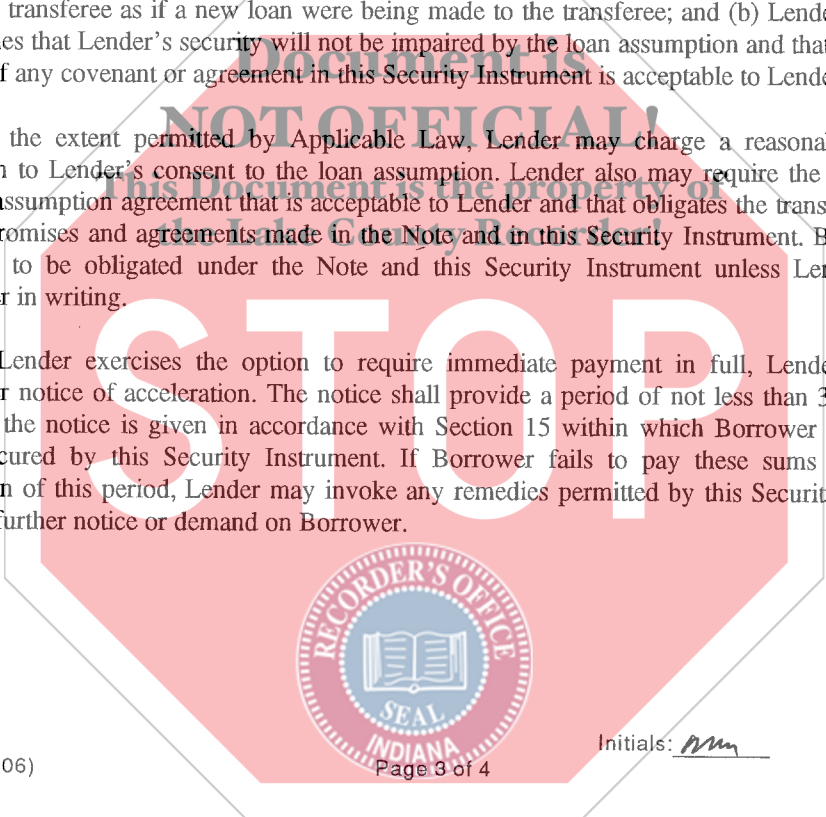 transferee as if a new loan were being made to the transferee; and (b) Lende
es that Lender's security will not be impaired by the loan assumption and that
f any covenant or agreement in this Security Instrument is acceptable to Lende
Document is
NOT OFFICIAL!
This Document is the property of
the Lake County Recorder!
the extent permitted by Applicable Law, Lender may charge a reasonal
n to Lender's consent to the loan assumption. Lender also may require the
assumption agreement that is acceptable to Lender and that obligates the trans
romises and agreements made in the Note and in this Security Instrument. B
to be obligated under the Note and this Security Instrument unless Len
r in writing.
STOP
Lender exercises the option to require immediate payment in full, Lende
r notice of acceleration. The notice shall provide a period of not less than 3
the notice is given in accordance with Section 15 within which Borrower
cured by this Security Instrument. If Borrower fails to pay these sums
n of this period, Lender may invoke any remedies permitted by this Securit
further notice or demand on Borrower.
RECORDER'S OFFICE
SEAL
INDIANA
Initials:
06)
Page 3 of 4